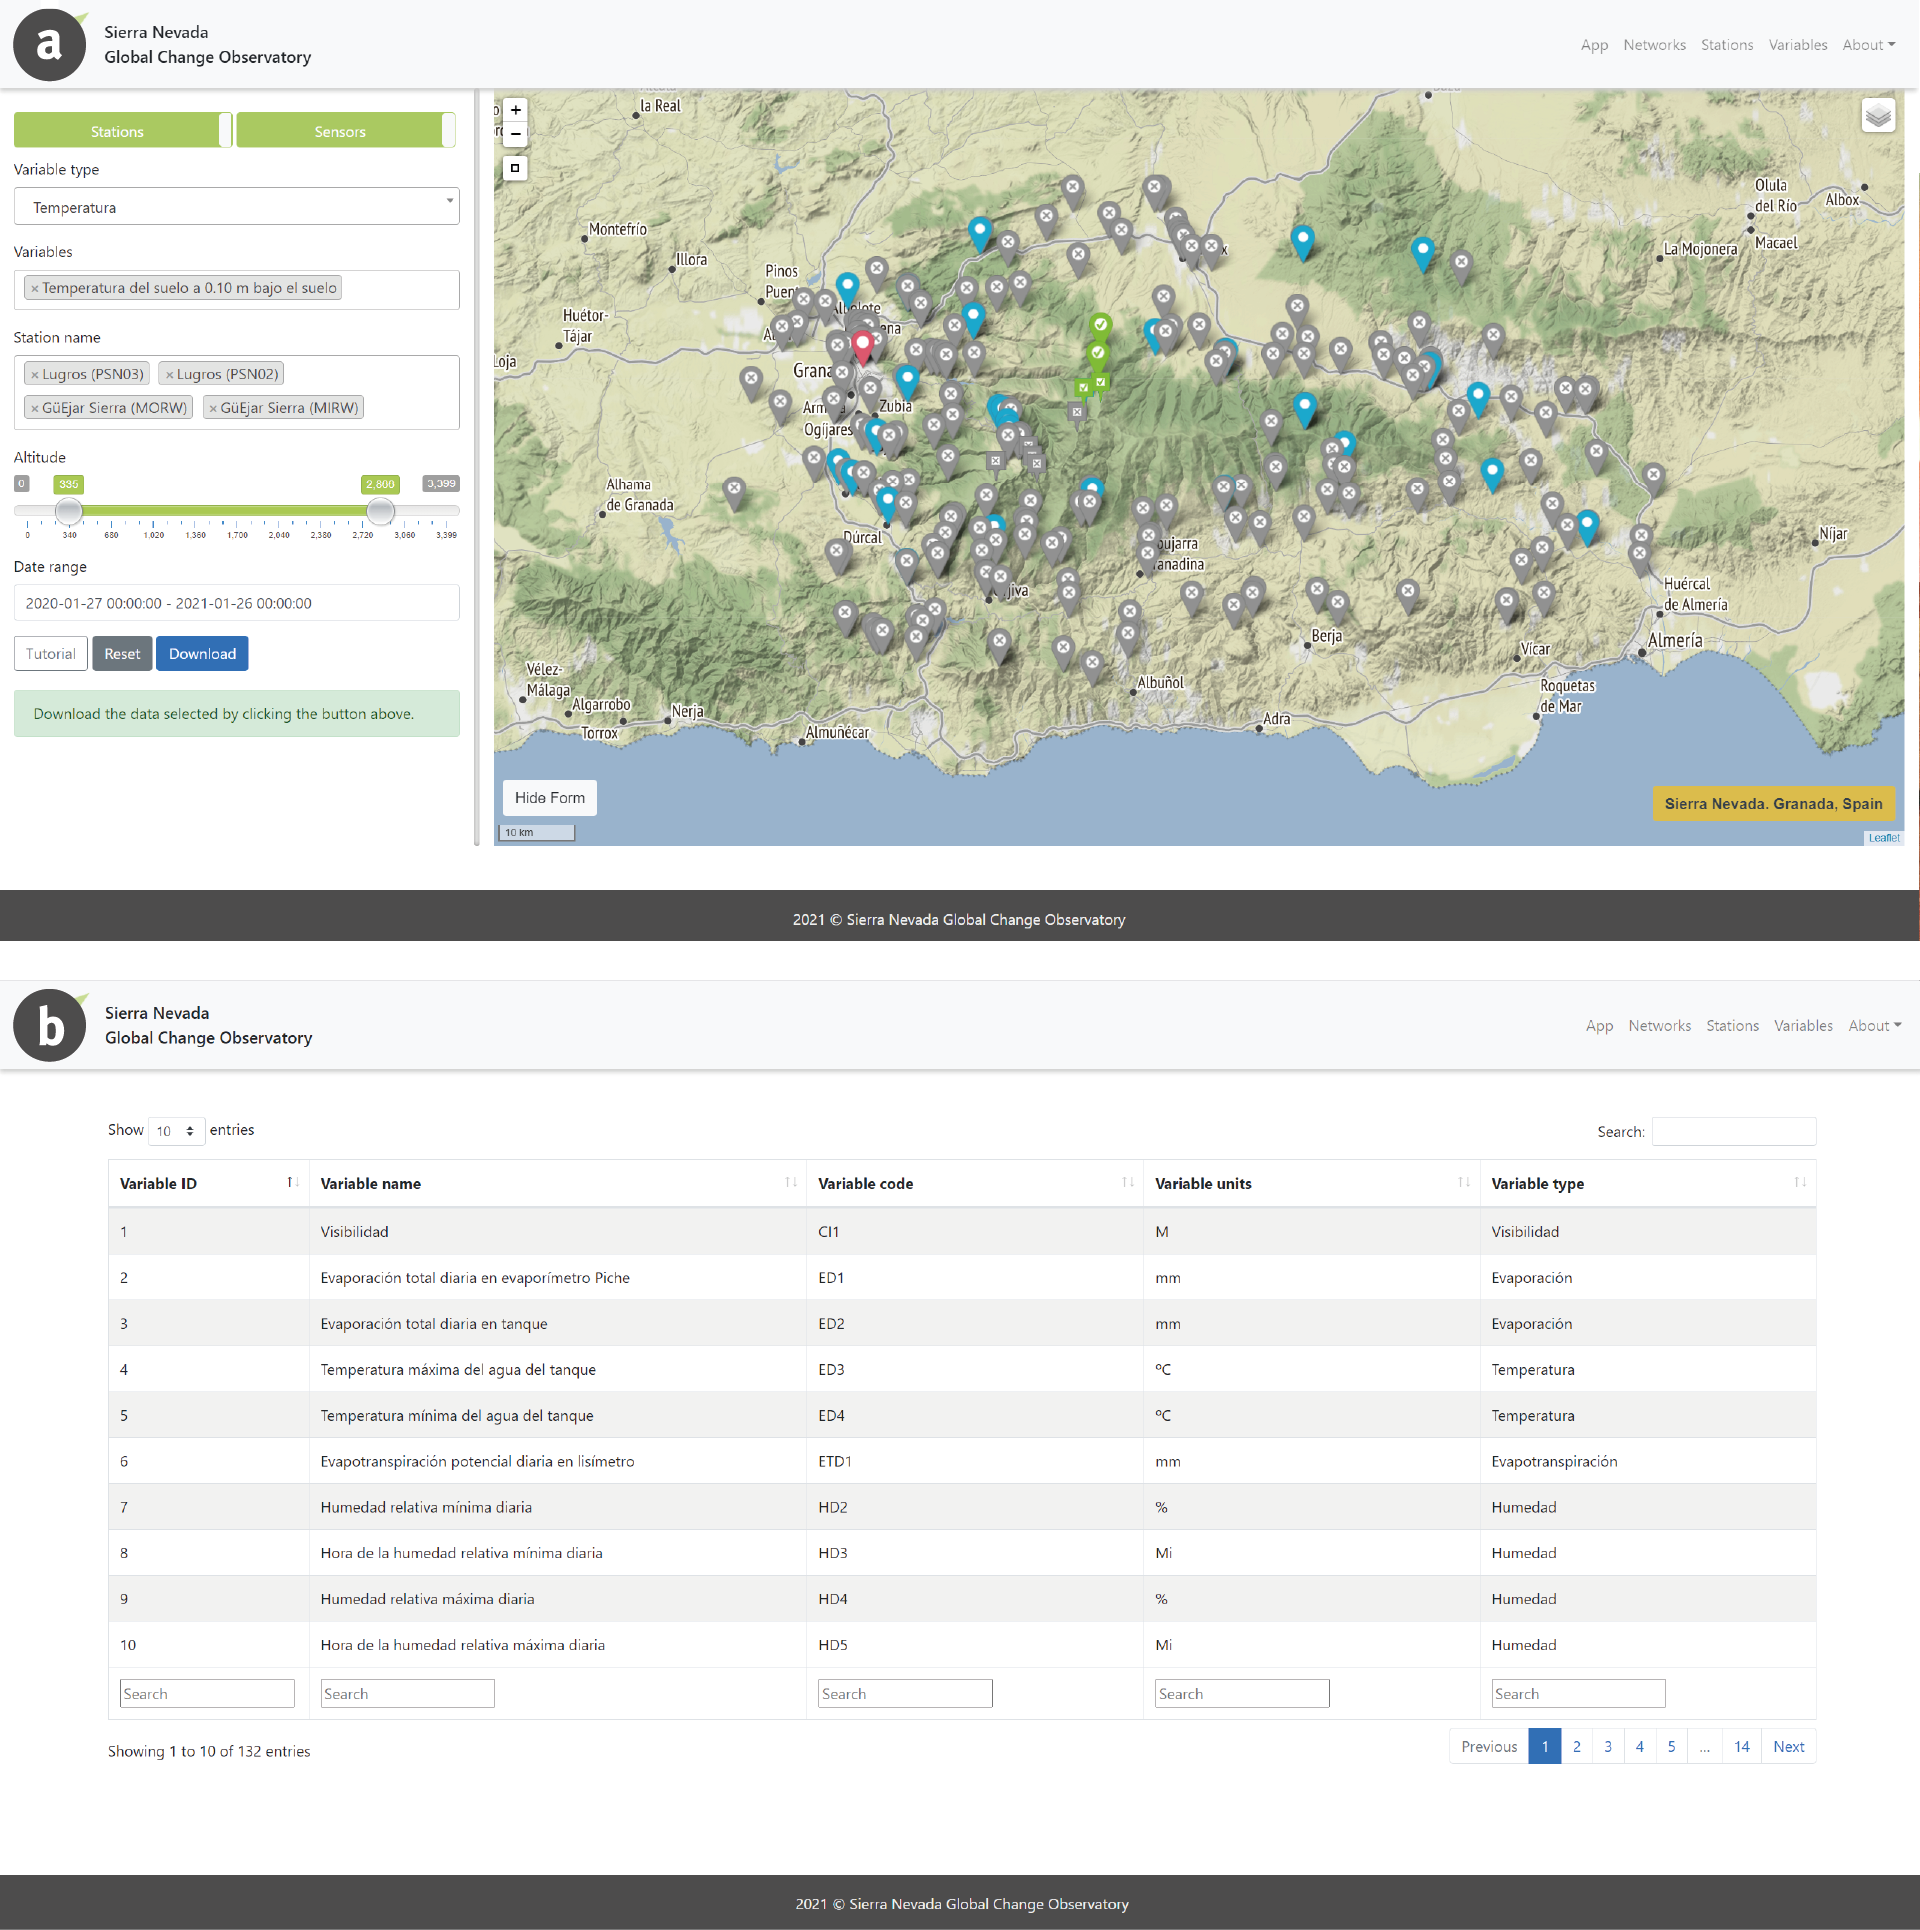 a
Sierra Nevada
Global Change Observatory
App Networks Stations Variables About
Stations Sensors
Variable type
Temperatura
Variables
× Temperatura del suelo a 0.10 m bajo el suelo
Station name
× Lugros (PSN03) × Lugros (PSN02)
× GüEjar Sierra (MORW) × GüEjar Sierra (MIRW)
Altitude
0 335 2,800 3,399
0 340 680 1,020 1,360 1,700 2,040 2,380 2,720 3,060 3,399
Date range
2020-01-27 00:00:00 - 2021-01-26 00:00:00
Tutorial Reset Download
Download the data selected by clicking the button above.
+
−
la Real
Montefrío
Illora
Pinos
Puen
Huétor-
Tájar
Loja
Grana
Zubia
Ogíjares
Alhama
de Granada
Dúrcal
Vélez-
Málaga
Algarrobo
Torrox
Nerja
Almuñécar
Albuñol
Adra
Berja
Vícar
Roquetas
de Mar
Almería
Huércal
de Almería
Níjar
Olula
del Río
Albox
Macael
La Mojonera
Hide Form
10 km
Sierra Nevada. Granada, Spain
Leaflet
2021 © Sierra Nevada Global Change Observatory
b
Sierra Nevada
Global Change Observatory
App Networks Stations Variables About
Show 10 entries
Search:
Variable ID Variable name Variable code Variable units Variable type
1 Visibilidad CI1 M Visibilidad
2 Evaporación total diaria en evaporímetro Piche ED1 mm Evaporación
3 Evaporación total diaria en tanque ED2 mm Evaporación
4 Temperatura máxima del agua del tanque ED3 ºC Temperatura
5 Temperatura mínima del agua del tanque ED4 ºC Temperatura
6 Evapotranspiración potencial diaria en lisímetro ETD1 mm Evapotranspiración
7 Humedad relativa mínima diaria HD2 % Humedad
8 Hora de la humedad relativa mínima diaria HD3 Mi Humedad
9 Humedad relativa máxima diaria HD4 % Humedad
10 Hora de la humedad relativa máxima diaria HD5 Mi Humedad
Search Search Search Search Search
Showing 1 to 10 of 132 entries
Previous 1 2 3 4 5 ... 14 Next
2021 © Sierra Nevada Global Change Observatory